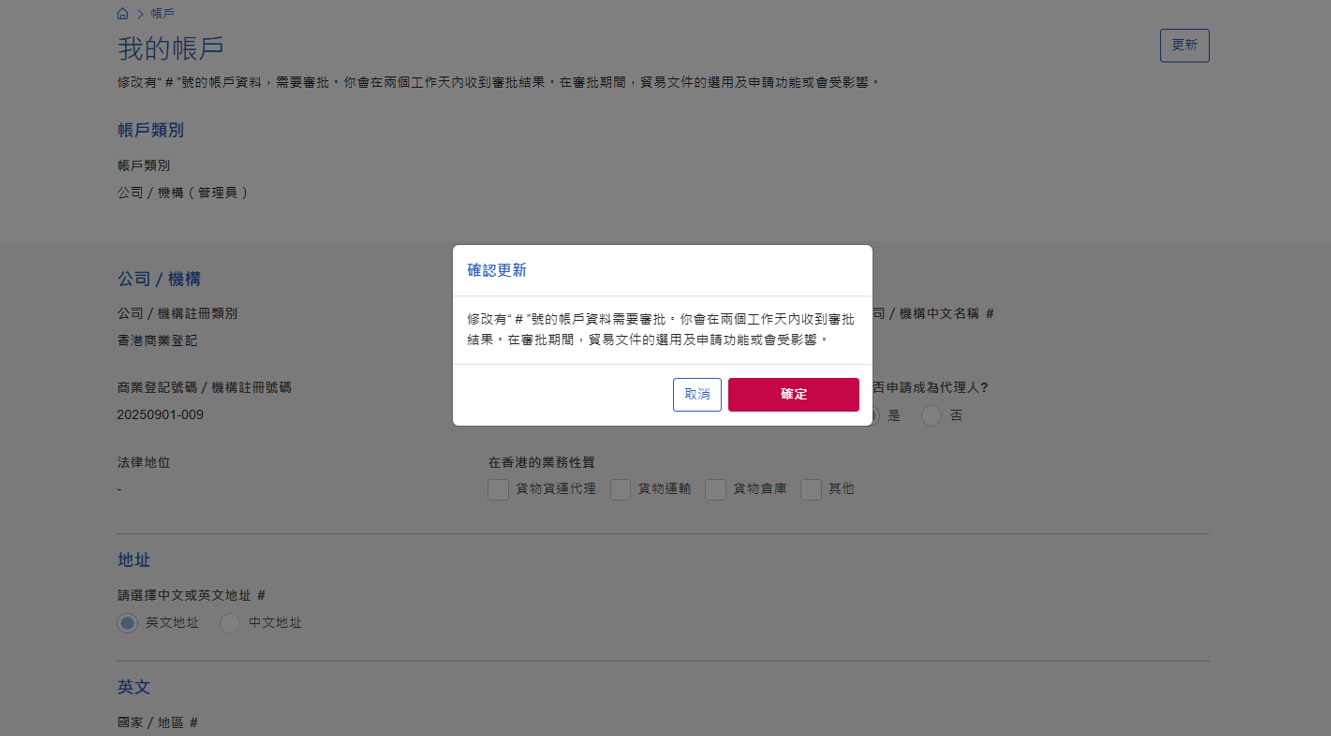 帳戶
我的帳戶
更新
修改有“ # ”號的帳戶資料，需要審批。你會在兩個工作天內收到審批結果。在審批期間，貿易文件的選用及申請功能或會受影響。
帳戶類別
帳戶類別
公司 / 機構 ( 管理員 )
公司 / 機構
公司 / 機構註冊類別
司 / 機構中文名稱 #
香港商業登記
確認更新
修改有“ # ”號的帳戶資料需要審批。你會在兩個工作天內收到審批
結果。在審批期間，貿易文件的選用及申請功能或會受影響。
取消
確定
商業登記號碼 / 機構註冊號碼
否申請成為代理人?
20250901-009
是
否
法律地位
在香港的業務性質
-
貨物貨運代理
貨物運輸
貨物倉庫
其他
地址
請選擇中文或英文地址 #
英文地址
中文地址
英文
國家 / 地區 #